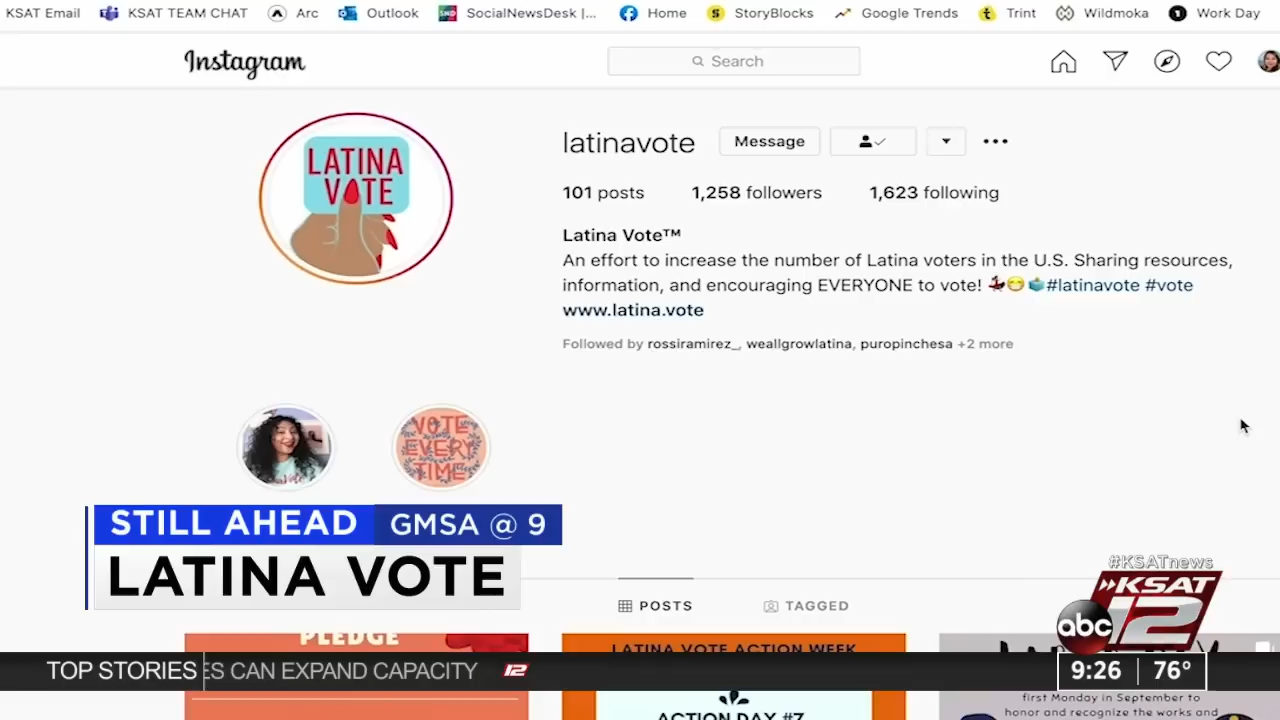 KSAT Email KSAT TEAM CHAT Arc Outlook SocialNewsDesk |... Home StoryBlocks Google Trends Trint Wildmoka Work Day
Instagram
Search
LATINA
VOTE
latinavote Message
101 posts 1,258 followers 1,623 following
Latina Vote™
An effort to increase the number of Latina voters in the U.S. Sharing resources,
information, and encouraging EVERYONE to vote! 💃😁🗳#latinavote #vote
www.latina.vote
Followed by rossiramirez_, weallgrowlatina, puropinchesa +2 more
VOTE
EVERY
TIME
STILL AHEAD GMSA @ 9
LATINA VOTE
#KSATnews
KSAT
abc 12
POSTS TAGGED
PLEDGE
LATINA VOTE ACTION WEEK
TOP STORIES ES CAN EXPAND CAPACITY 12
9:26 76°
first Monday in September to
honor and recognize the works and
ACTION DAY #7